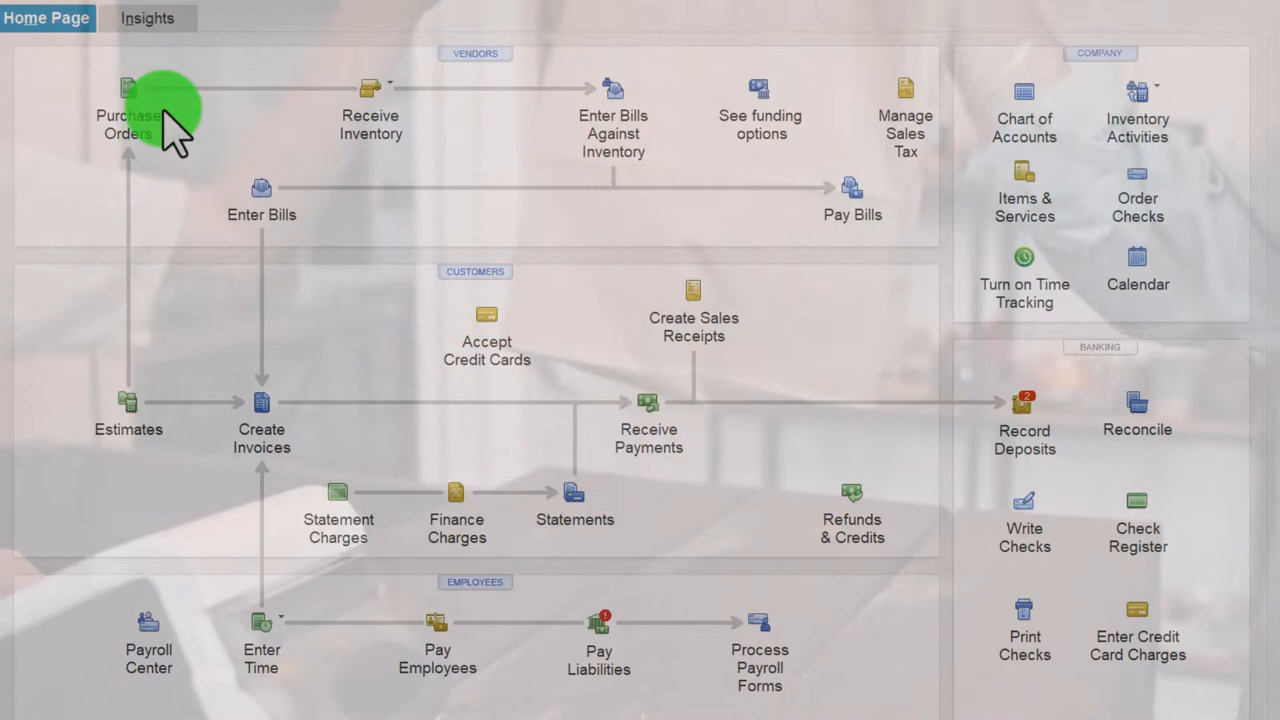 Home Page
Insights
VENDORS
Purchase
Orders
Receive
Inventory
Enter Bills
Against
Inventory
See funding
options
Manage
Sales
Tax
Enter Bills
Pay Bills
CUSTOMERS
Accept
Credit Cards
Create Sales
Receipts
Estimates
Create
Invoices
Receive
Payments
Statement
Charges
Finance
Charges
Statements
Refunds
& Credits
EMPLOYEES
Payroll
Center
Enter
Time
Pay
Employees
Pay
Liabilities
Process
Payroll
Forms
COMPANY
Chart of
Accounts
Inventory
Activities
Items &
Services
Order
Checks
Turn on Time
Tracking
Calendar
BANKING
2
Record
Deposits
Reconcile
Write
Checks
Check
Register
Print
Checks
Enter Credit
Card Charges